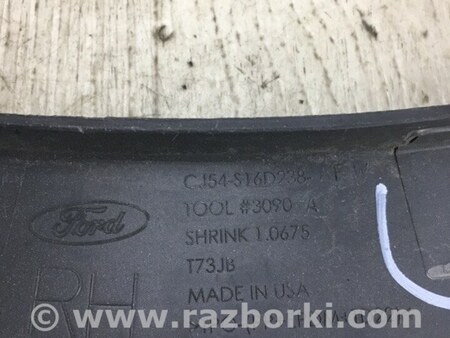 CJ54-S16D238-
TOOL #3090 A
Ford
SHRINK 1.0675
T73JB
MADE IN USA
RH
www.razborki.com